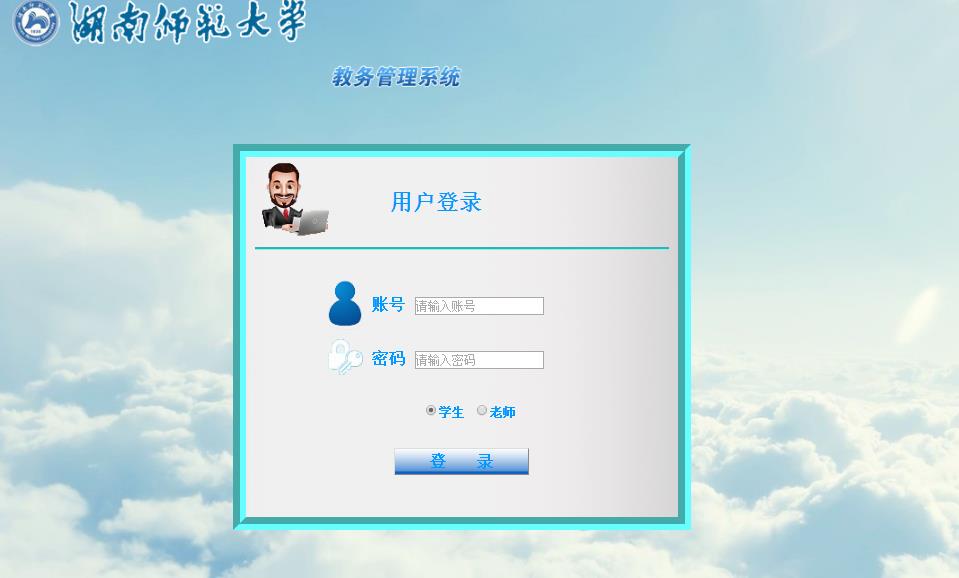 湖南师范大学
教务管理系统
用户登录
账号 请输入账号
密码 请输入密码
学生 老师
登 录